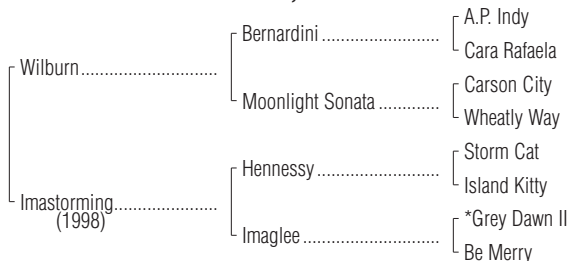 A.P. Indy
Bernardini
Cara Rafaela
Wilburn
Carson City
Moonlight Sonata
Wheatly Way
Storm Cat
Hennessy
Island Kitty
Imastorming
(1998)
*Grey Dawn II
Imaglee
Be Merry